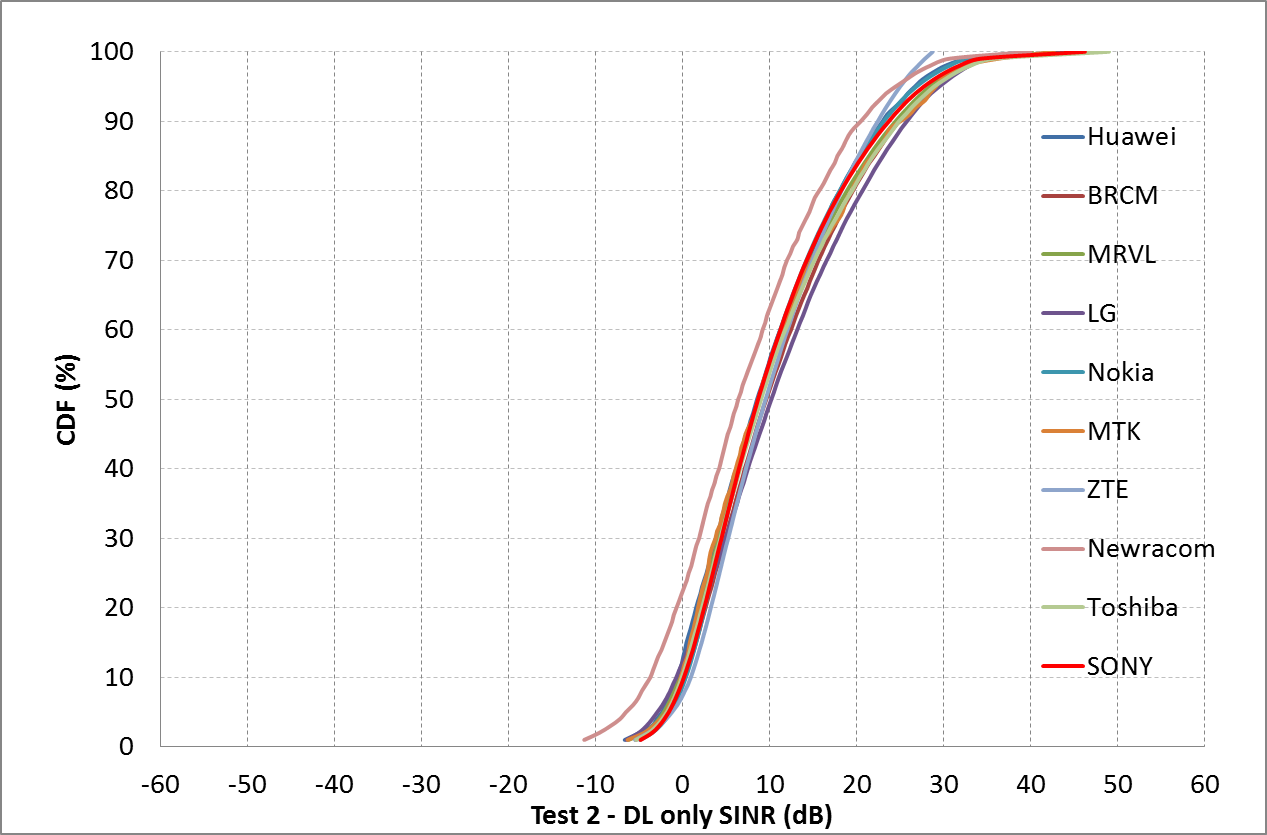 100
90
80
70
60
50
40
30
20
10
0
CDF (%)
-60 -50 -40 -30 -20 -10 0 10 20 30 40 50 60
Test 2 - DL only SINR (dB)
Huawei
BRCM
MRVL
LG
Nokia
MTK
ZTE
Newracom
Toshiba
SONY